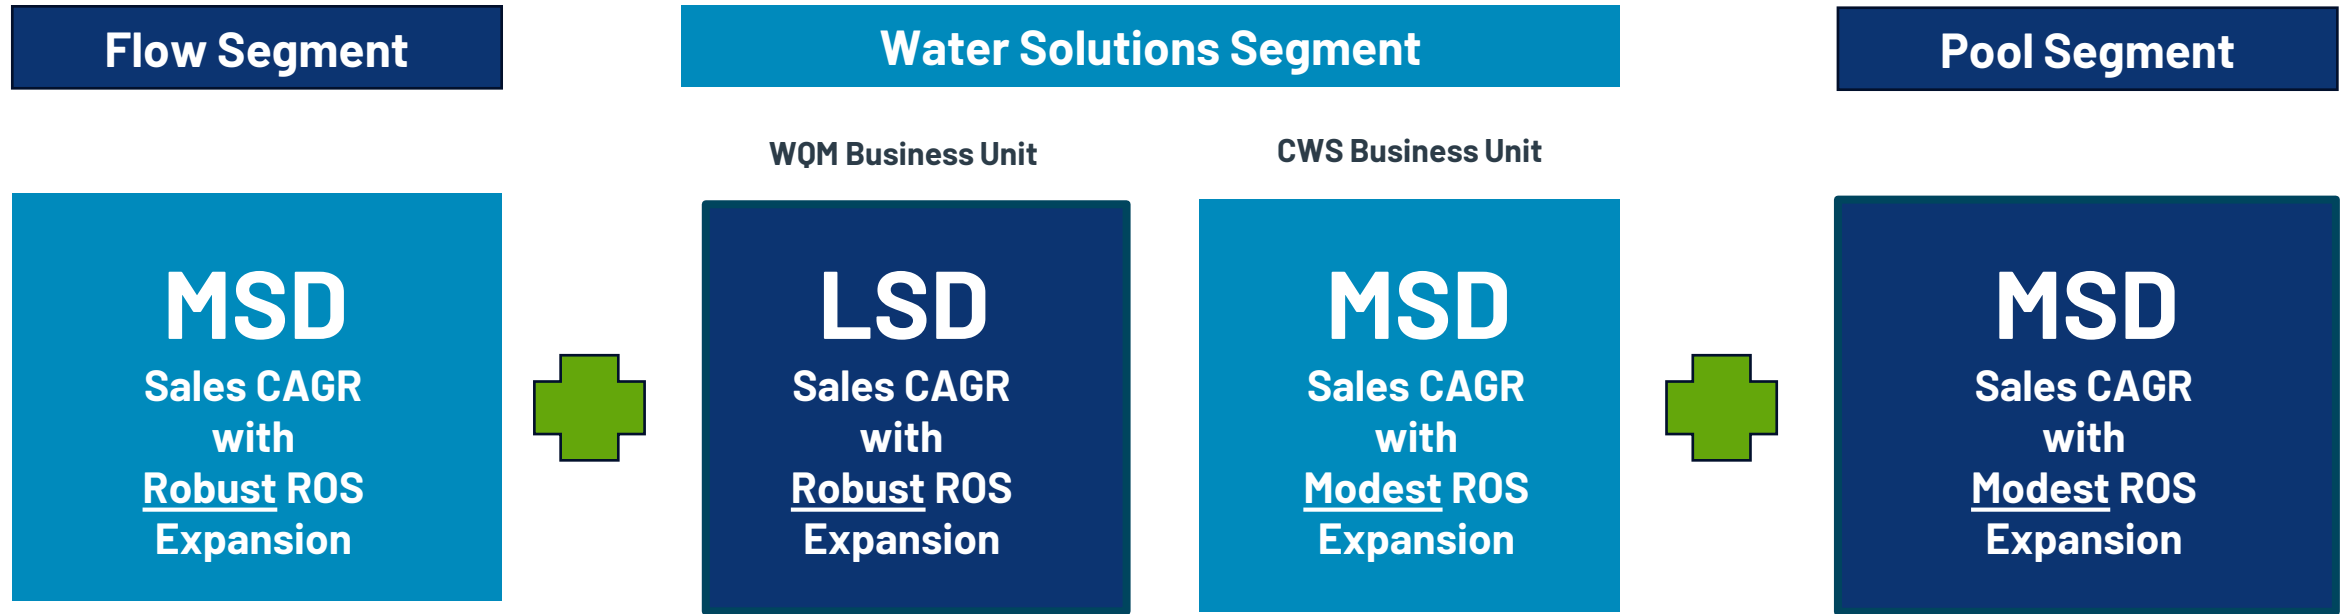 Flow Segment
Water Solutions Segment
Pool Segment
WQM Business Unit
CWS Business Unit
MSD
Sales CAGR
with
Robust ROS
Expansion
LSD
Sales CAGR
with
Robust ROS
Expansion
MSD
Sales CAGR
with
Modest ROS
Expansion
MSD
Sales CAGR
with
Modest ROS
Expansion